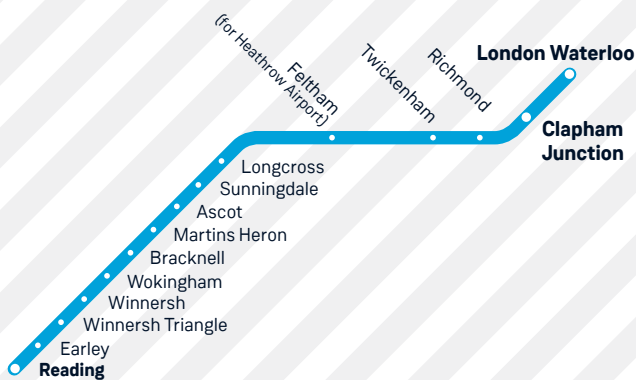 London Waterloo
Clapham
Junction
Richmond
Twickenham
Feltham
(for Heathrow Airport)
Longcross
Sunningdale
Ascot
Martins Heron
Bracknell
Wokingham
Winnersh
Winnersh Triangle
Earley
Reading